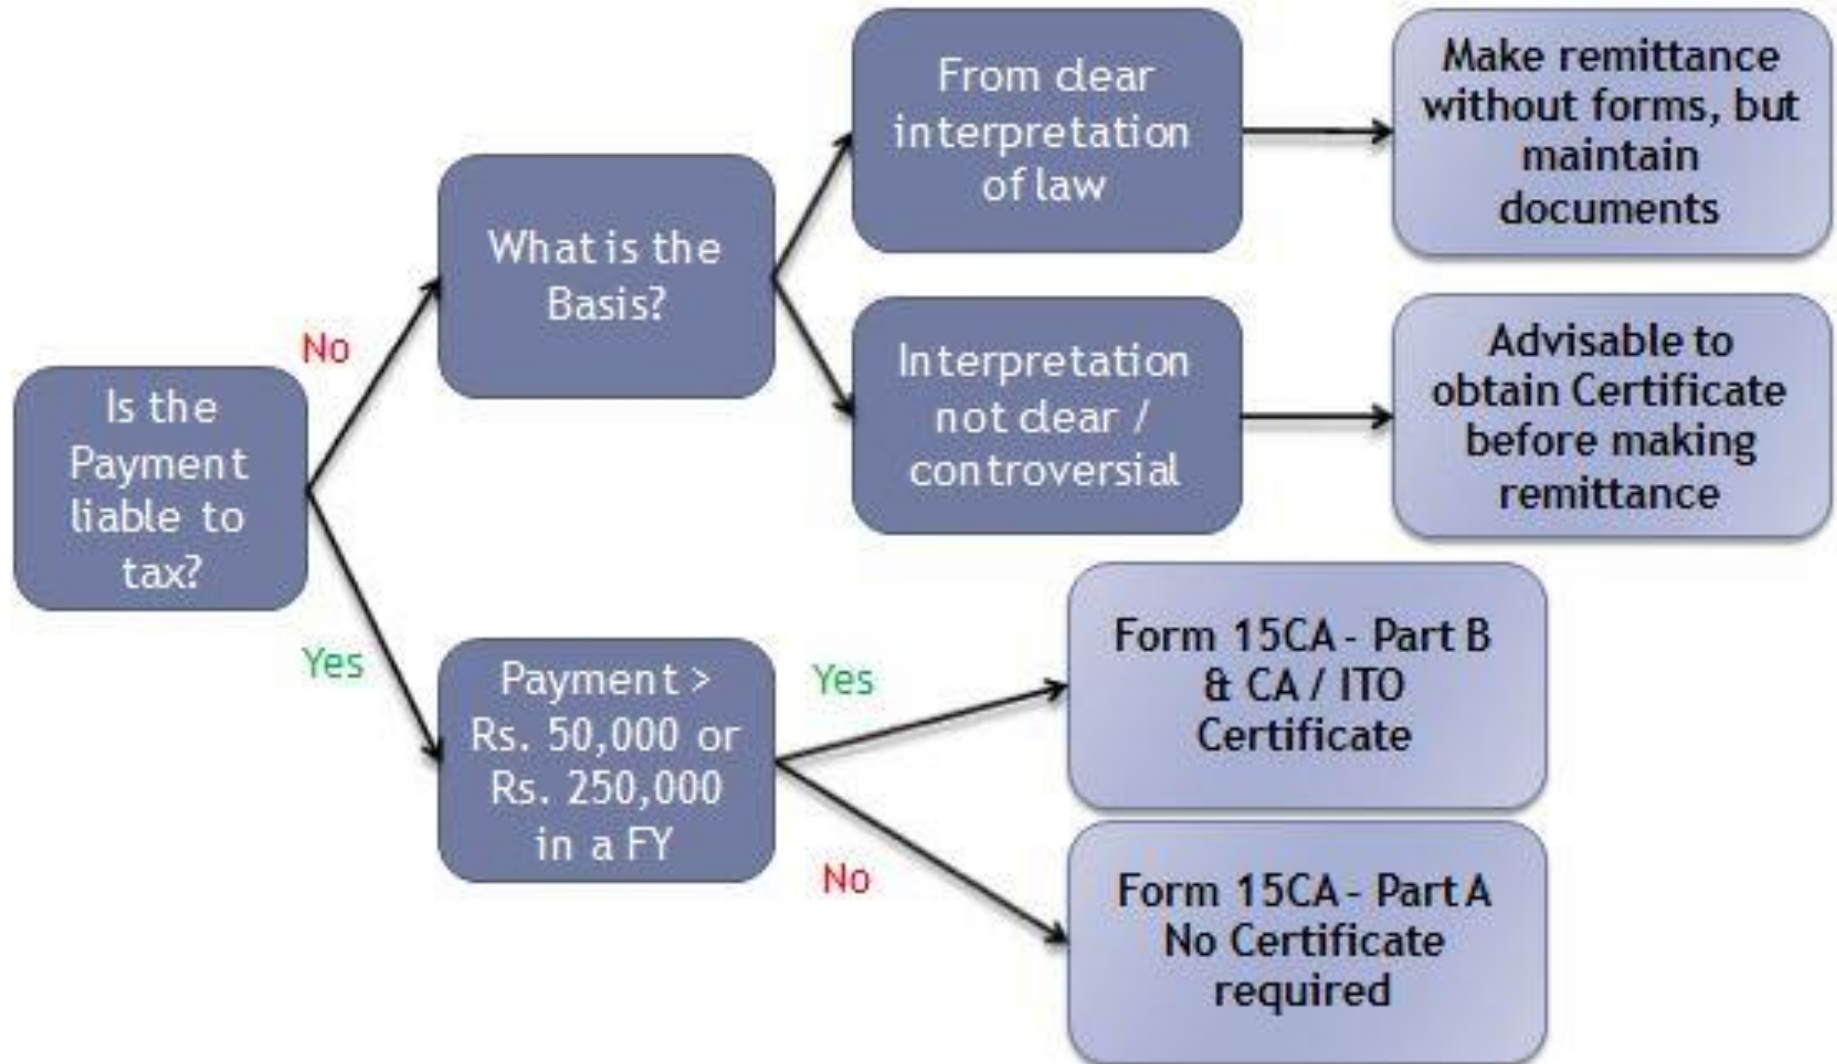 Is the
Payment
liable to
tax?
No
Yes
What is the
Basis?
From clear
interpretation
of law
Make remittance
without forms, but
maintain
documents
Interpretation
not clear /
controversial
Advisable to
obtain Certificate
before making
remittance
Payment >
Rs. 50,000 or
Rs. 250,000
in a FY
Yes
No
Form 15CA - Part B
& CA / ITO
Certificate
Form 15CA - Part A
No Certificate
required